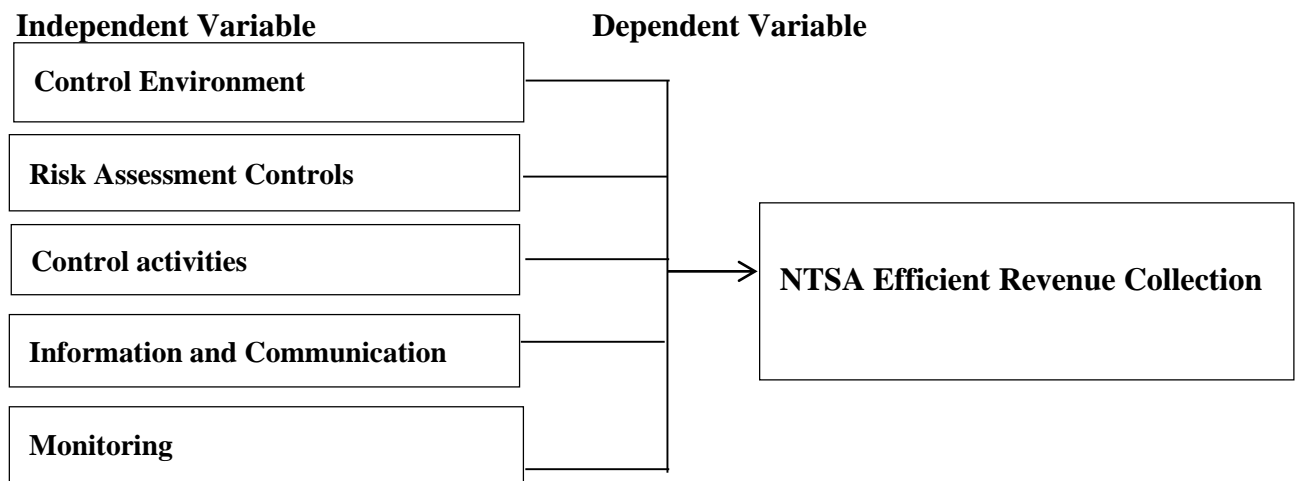 Independent Variable
Dependent Variable
Control Environment
Risk Assessment Controls
Control activities
Information and Communication
Monitoring
NTSA Efficient Revenue Collection